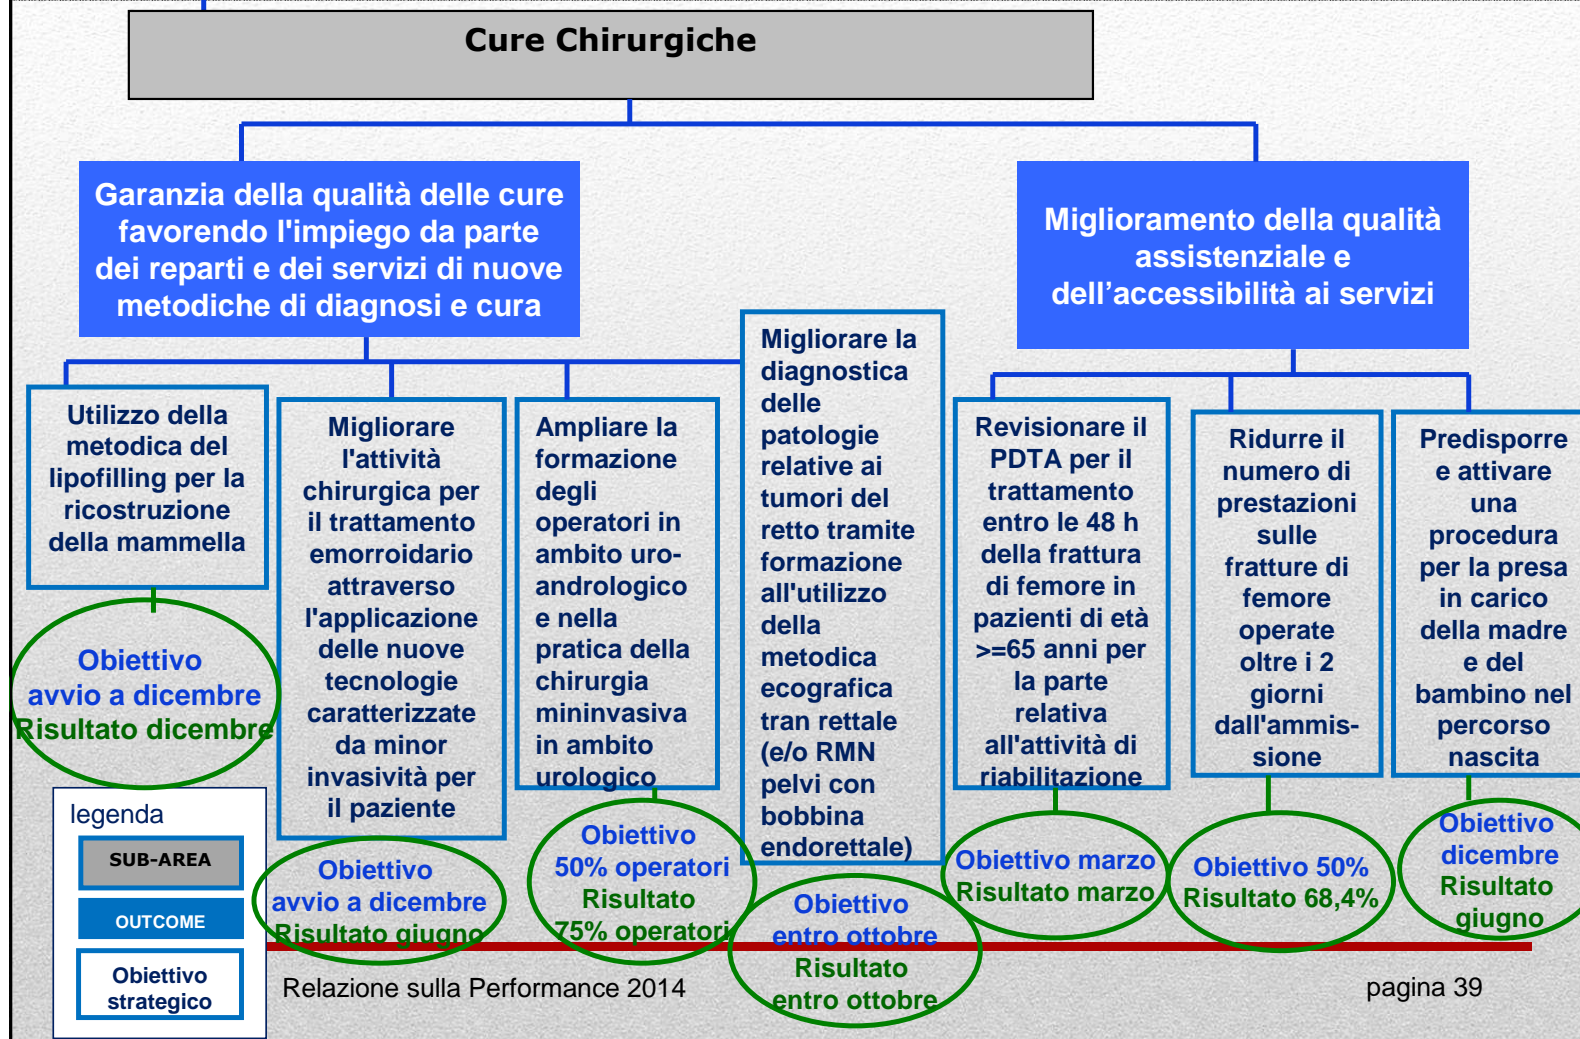 Cure Chirurgiche
Garanzia della qualità delle cure
favorendo l'impiego da parte
dei reparti e dei servizi di nuove
metodiche di diagnosi e cura
Miglioramento della qualità
assistenziale e
dell’accessibilità ai servizi
Utilizzo della
metodica del
lipofilling per la
ricostruzione
della mammella
Obiettivo
avvio a dicembre
Risultato dicembre
Migliorare
l'attività
chirurgica per
il trattamento
emorroidario
attraverso
l'applicazione
delle nuove
tecnologie
caratterizzate
da minor
invasività per
il paziente
Obiettivo
avvio a dicembre
Risultato giugno
Ampliare la
formazione
degli
operatori in
ambito uro-
andrologico
e nella
pratica della
chirurgia
mininvasiva
in ambito
urologico
Obiettivo
50% operatori
Risultato
75% operatori
Migliorare la
diagnostica
delle
patologie
relative ai
tumori del
retto tramite
formazione
all'utilizzo
della
metodica
ecografica
tran rettale
(e/o RMN
pelvi con
bobbina
endorettale)
Obiettivo
entro ottobre
Risultato
entro ottobre
Revisionare il
PDTA per il
trattamento
entro le 48 h
della frattura
di femore in
pazienti di età
>=65 anni per
la parte
relativa
all'attività di
riabilitazione
Obiettivo marzo
Risultato marzo
Ridurre il
numero di
prestazioni
sulle
fratture di
femore
operate
oltre i 2
giorni
dall'ammis-
sione
Obiettivo 50%
Risultato 68,4%
Predisporre
e attivare
una
procedura
per la presa
in carico
della madre
e del
bambino nel
percorso
nascita
Obiettivo
dicembre
Risultato
giugno
legenda
SUB-AREA
OUTCOME
Obiettivo
strategico
Relazione sulla Performance 2014
pagina 39